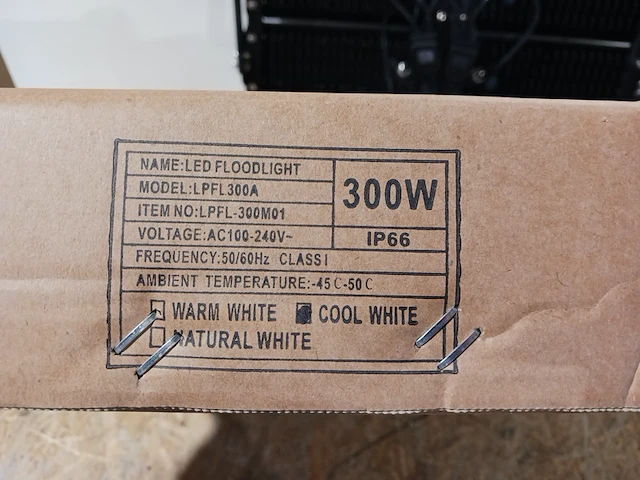 NAME:LED FLOODLIGHT
MODEL:LPFL300A
300W
ITEM NO:LPFL-300M01
VOLTAGE:AC100-240V~
IP66
FREQUENCY:50/60Hz CLASS I
AMBIENT TEMPERATURE:-45 C-50 C
WARM WHITE COOL WHITE
NATURAL WHITE